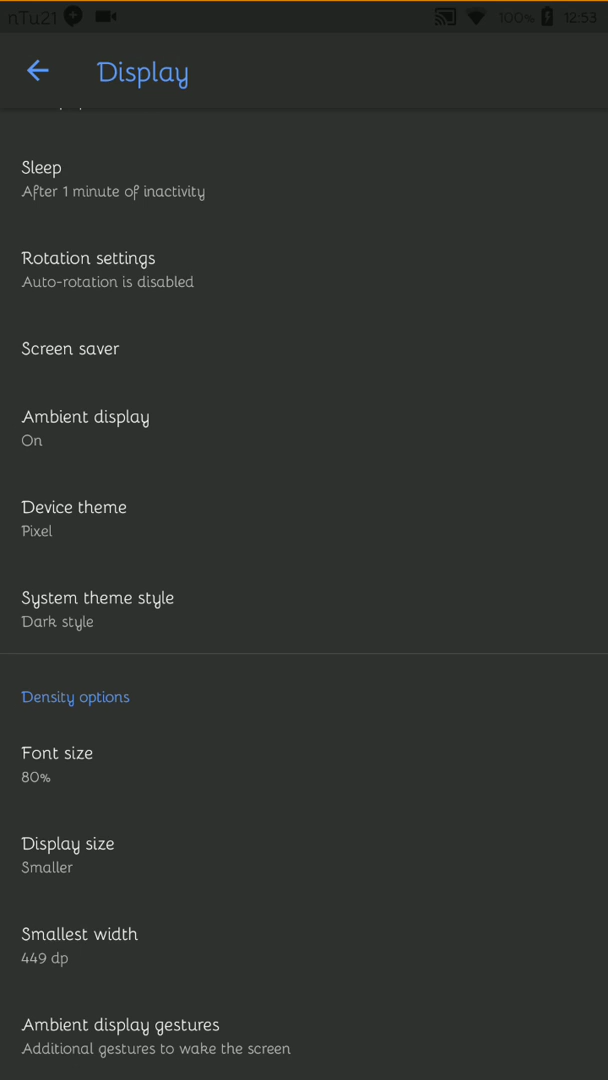 nTu21 100% 12:53
Display
Sleep
After 1 minute of inactivity
Rotation settings
Auto-rotation is disabled
Screen saver
Ambient display
On
Device theme
Pixel
System theme style
Dark style
Density options
Font size
80%
Display size
Smaller
Smallest width
449 dp
Ambient display gestures
Additional gestures to wake the screen